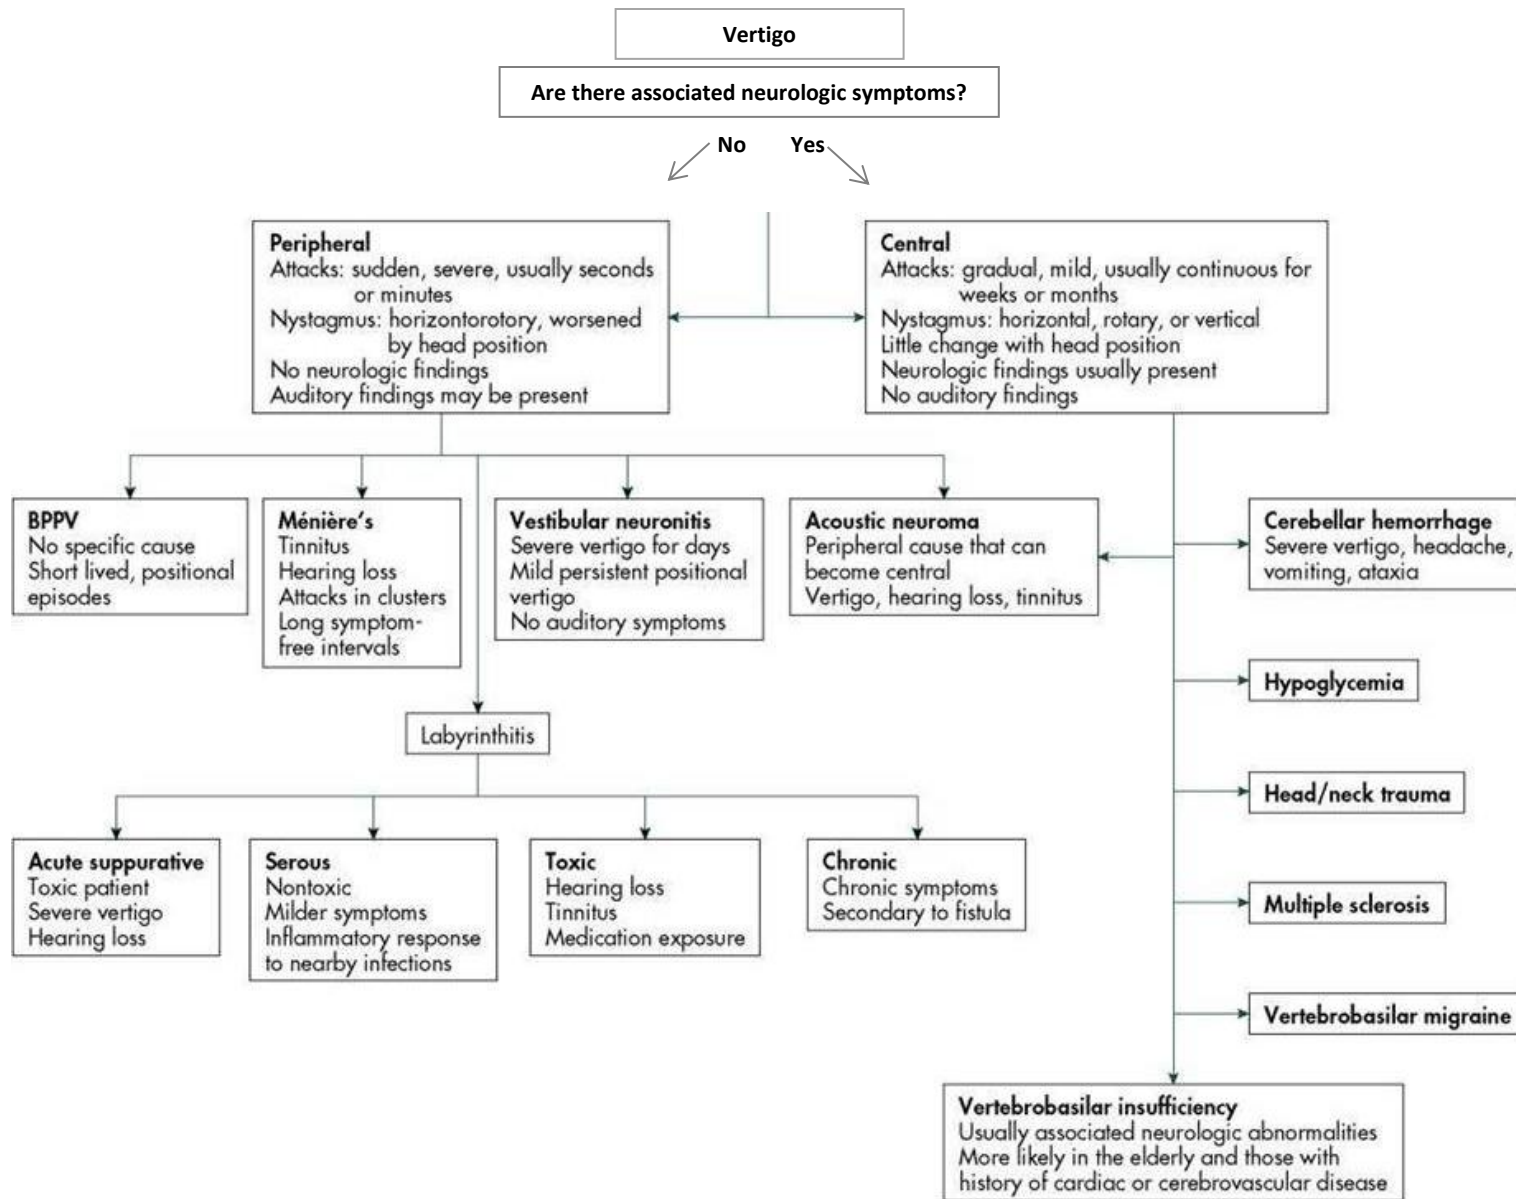 Vertigo
Are there associated neurologic symptoms?
No Yes
Peripheral
Attacks: sudden, severe, usually seconds
or minutes
Nystagmus: horizontorotory, worsened
by head position
No neurologic findings
Auditory findings may be present
Central
Attacks: gradual, mild, usually continuous for
weeks or months
Nystagmus: horizontal, rotary, or vertical
Little change with head position
Neurologic findings usually present
No auditory findings
BPPV
No specific cause
Short lived, positional
episodes
Ménière's
Tinnitus
Hearing loss
Attacks in clusters
Long symptom-
free intervals
Vestibular neuronitis
Severe vertigo for days
Mild persistent positional
vertigo
No auditory symptoms
Acoustic neuroma
Peripheral cause that can
become central
Vertigo, hearing loss, tinnitus
Cerebellar hemorrhage
Severe vertigo, headache,
vomiting, ataxia
Hypoglycemia
Labyrinthitis
Head/neck trauma
Acute suppurative
Toxic patient
Severe vertigo
Hearing loss
Serous
Nontoxic
Milder symptoms
Inflammatory response
to nearby infections
Toxic
Hearing loss
Tinnitus
Medication exposure
Chronic
Chronic symptoms
Secondary to fistula
Multiple sclerosis
Vertebrobasilar migraine
Vertebrobasilar insufficiency
Usually associated neurologic abnormalities
More likely in the elderly and those with
history of cardiac or cerebrovascular disease